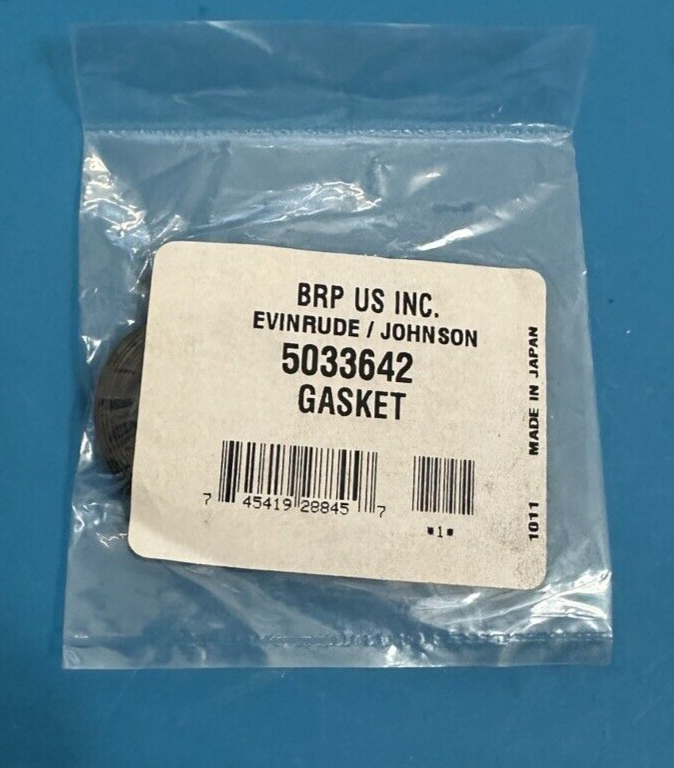 BRP US INC.
EVINRUDE / JOHNSON
5033642
GASKET
7 45419 28845 7
*1*
1011 MADE IN JAPAN